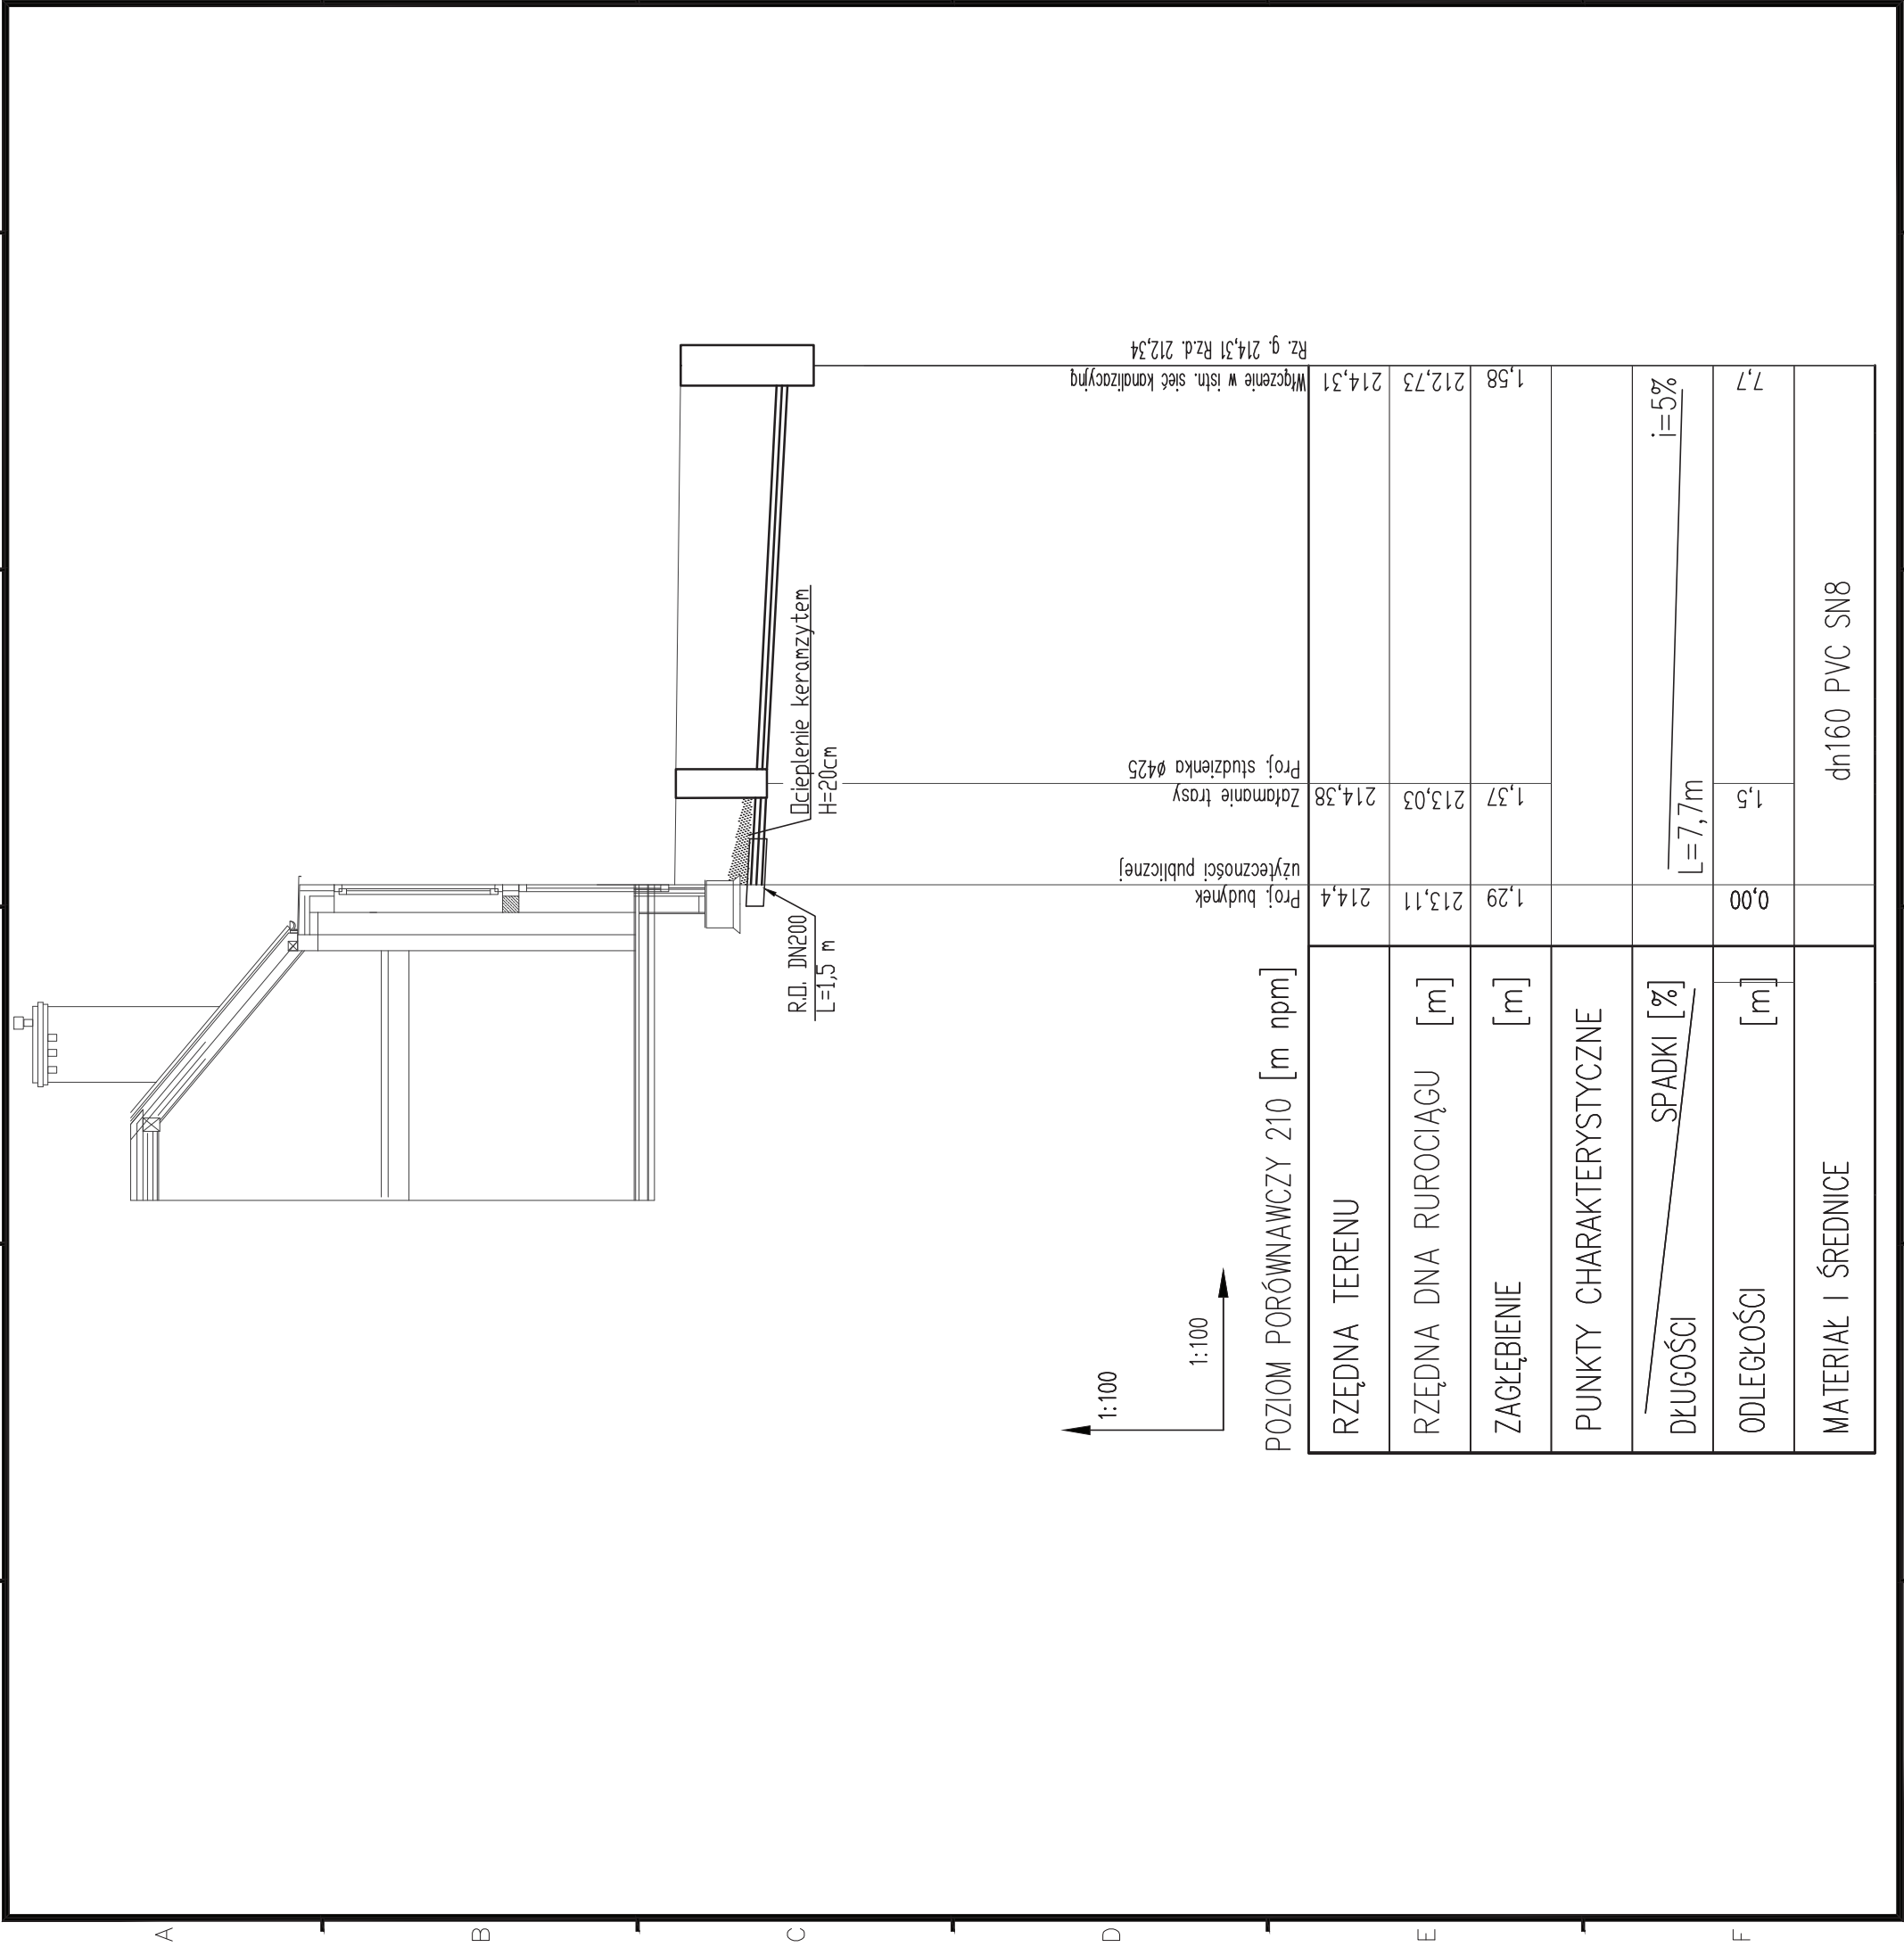 R.O. DN200
L=1,5 m
Ocieplenie keramzytem
H=20cm
1:100
1:100
POZIOM PORÓWNAWCZY 210 [m npm]
Proj. budynek
użyteczności publicznej
Załamanie trasy
Proj. studzienka ø425
Włączenie w istn. sieć kanalizacyjną
Rz. g. 214,31 Rz.d. 212,34
RZĘDNA TERENU 214,4 214,38 214,31
RZĘDNA DNA RUROCIĄGU [m] 213,11 213,03 212,73
ZAGŁĘBIENIE [m] 1,29 1,37 1,58
PUNKTY CHARAKTERYSTYCZNE
SPADKI [%] i=5%
DŁUGOŚCI L=7,7m
ODLEGŁOŚCI [m] 0,00 1,5 7,7
MATERIAŁ I ŚREDNICE dn160 PVC SN8
A
B
C
D
E
F